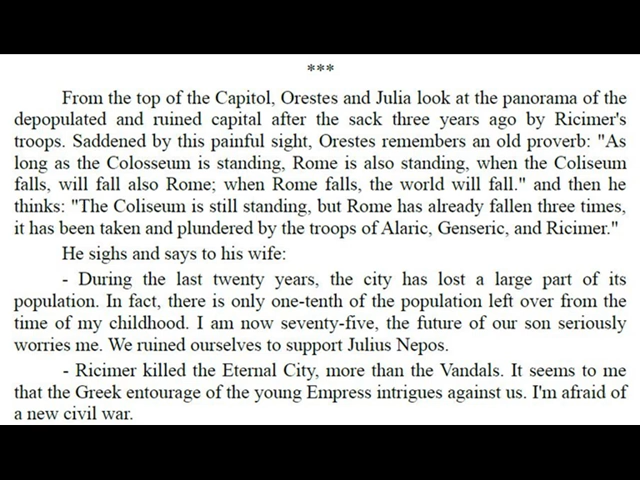 ***
From the top of the Capitol, Orestes and Julia look at the panorama of the
depopulated and ruined capital after the sack three years ago by Ricimer's
troops. Saddened by this painful sight, Orestes remembers an old proverb: "As
long as the Colosseum is standing, Rome is also standing, when the Coliseum
falls, will fall also Rome; when Rome falls, the world will fall." and then he
thinks: "The Coliseum is still standing, but Rome has already fallen three times,
it has been taken and plundered by the troops of Alaric, Genseric, and Ricimer."
He sighs and says to his wife:
- During the last twenty years, the city has lost a large part of its
population. In fact, there is only one-tenth of the population left over from the
time of my childhood. I am now seventy-five, the future of our son seriously
worries me. We ruined ourselves to support Julius Nepos.
- Ricimer killed the Eternal City, more than the Vandals. It seems to me
that the Greek entourage of the young Empress intrigues against us. I'm afraid of
a new civil war.